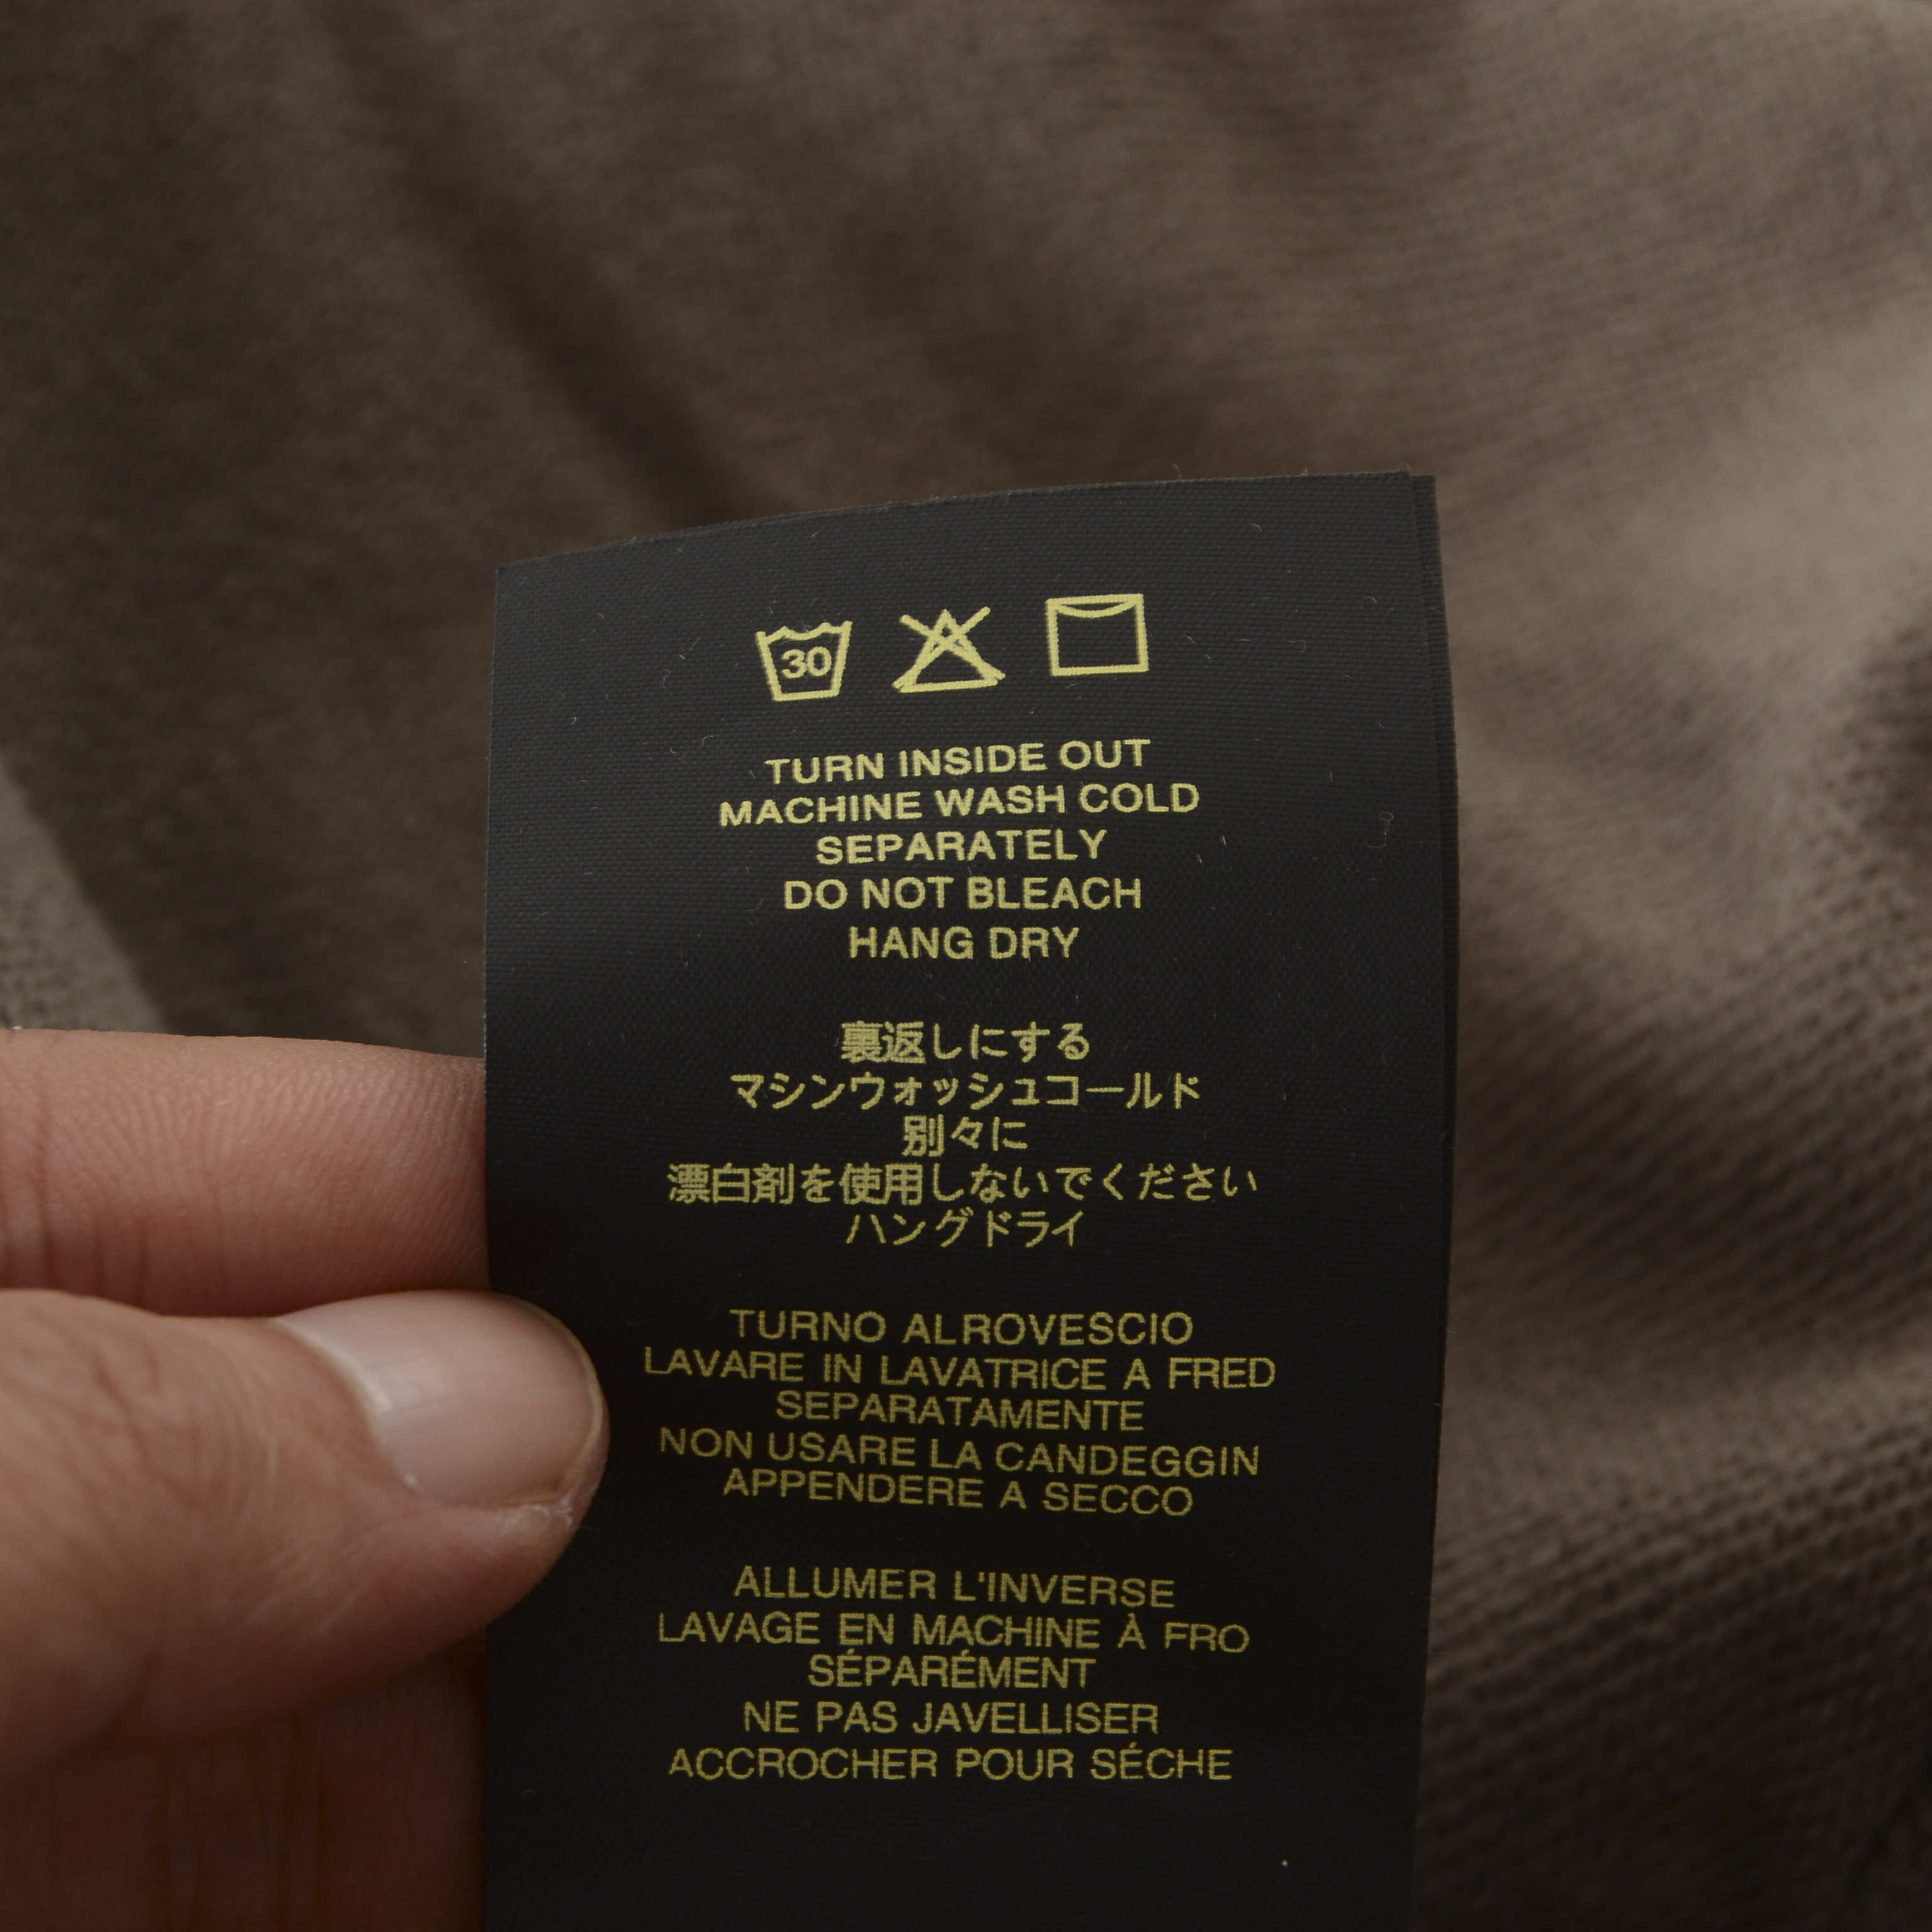 30
TURN INSIDE OUT
MACHINE WASH COLD
SEPARATELY
DO NOT BLEACH
HANG DRY
裏返しにする
マシンウォッシュコールド
別々に
漂白剤を使用しないでください
ハングドライ
TURNO AL ROVESCIO
LAVARE IN LAVATRICE A FRED
SEPARATAMENTE
NON USARE LA CANDEGGIN
APPENDERE A SECCO
ALLUMER L'INVERSE
LAVAGE EN MACHINE À FRO
SÉPARÉMENT
NE PAS JAVELLISER
ACCROCHER POUR SÉCHE